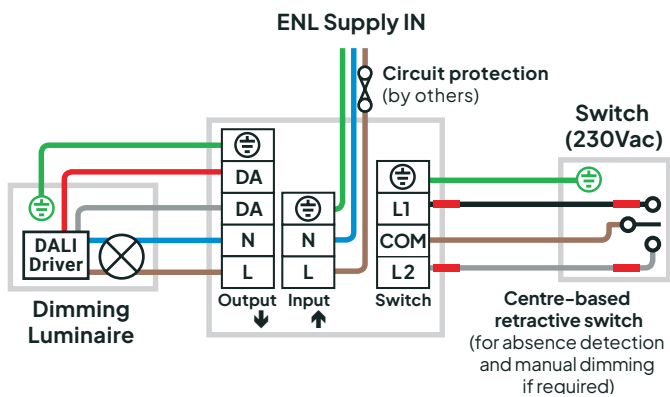 ENL Supply IN
Circuit protection
(by others)
Switch
(230Vac)
DA
DA
N
L
Output
N
L
Input
L1
COM
L2
Switch
DALI
Driver
Dimming
Luminaire
Centre-based
retractive switch
(for absence detection
and manual dimming
if required)